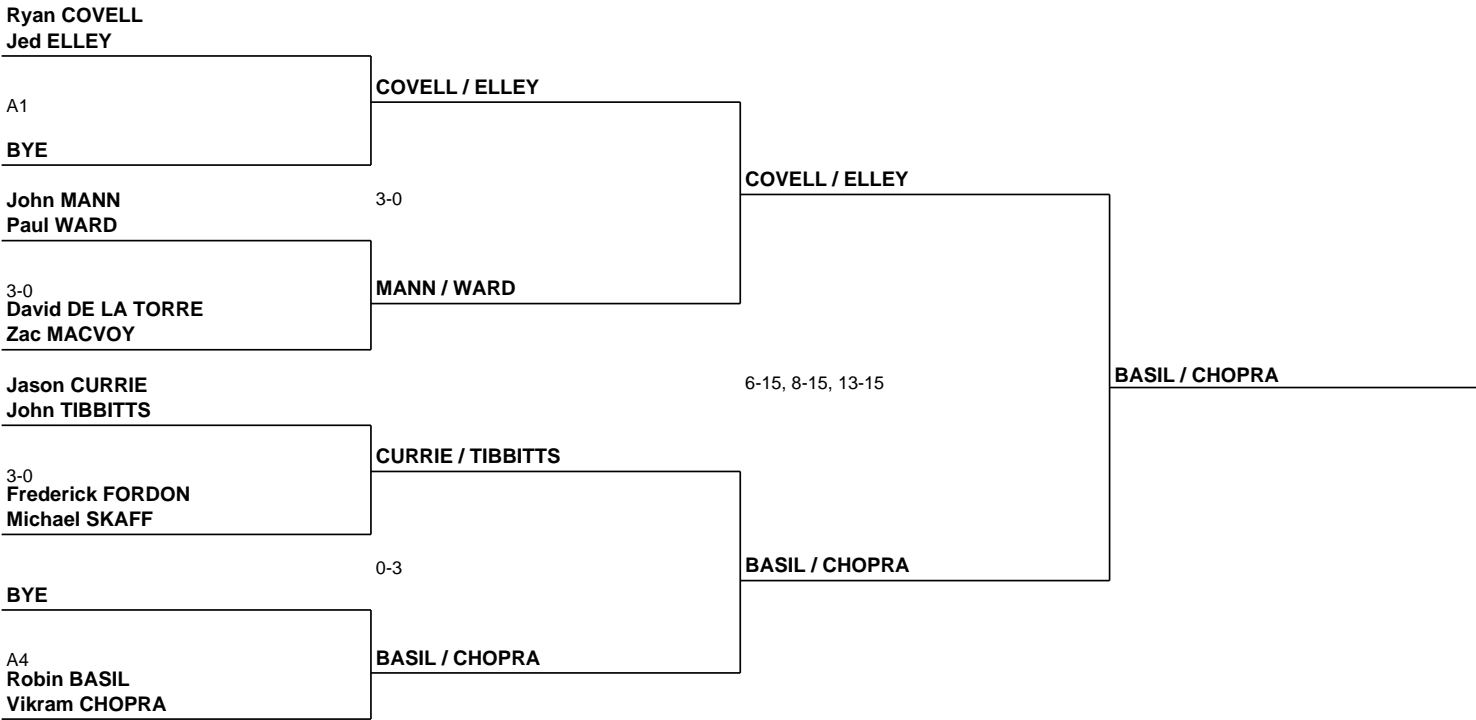 Ryan COVELL
Jed ELLEY
A1
BYE
John MANN
Paul WARD
3-0
David DE LA TORRE
Zac MACVOY
Jason CURRIE
John TIBBITTS
3-0
Frederick FORDON
Michael SKAFF
BYE
A4
Robin BASIL
Vikram CHOPRA
COVELL / ELLEY
3-0
MANN / WARD
CURRIE / TIBBITTS
0-3
BASIL / CHOPRA
COVELL / ELLEY
6-15, 8-15, 13-15
BASIL / CHOPRA
BASIL / CHOPRA